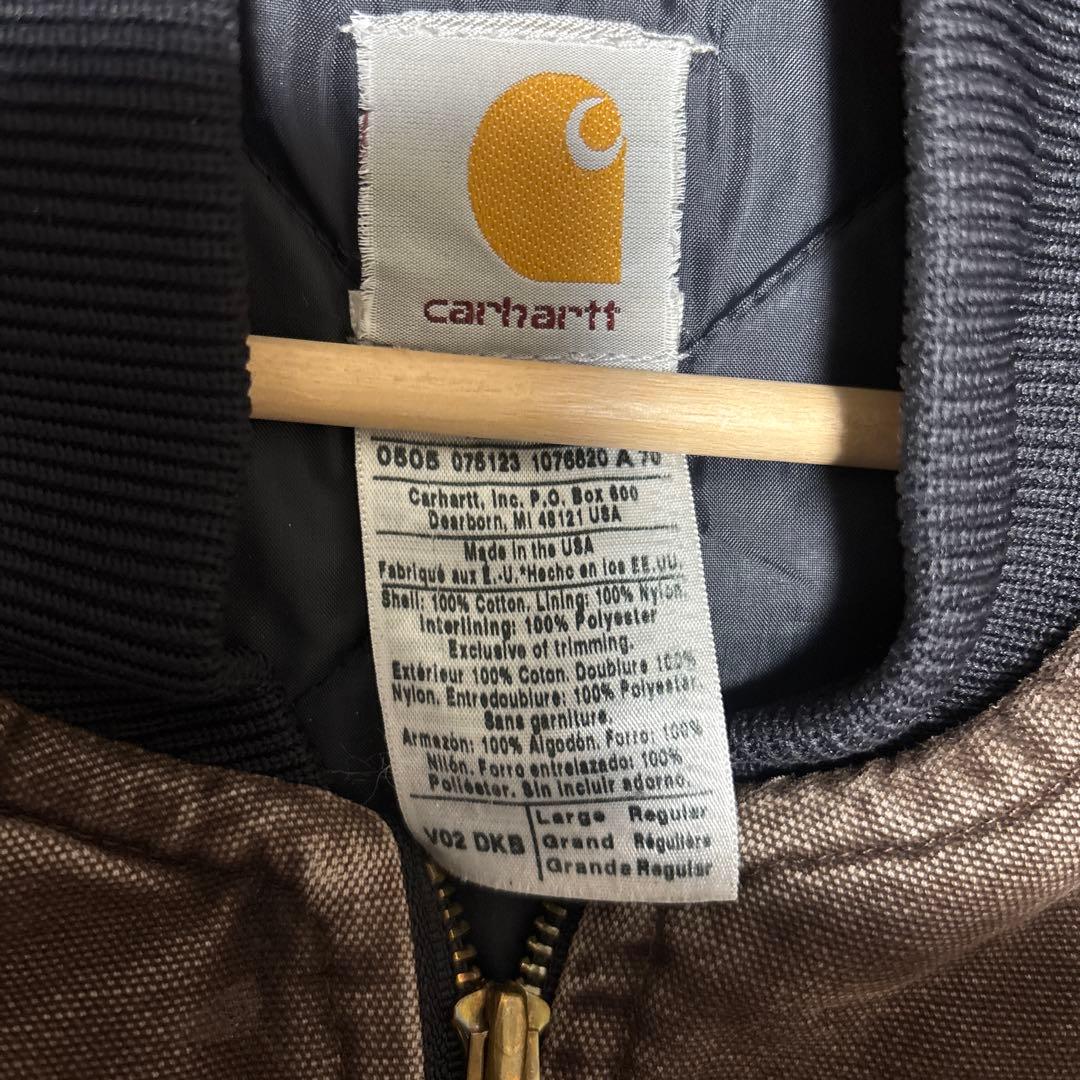 carhartt
0505 075123 1076620 A 70
Carhartt, Inc. P.O. Box 600
Dearborn, MI 48121 USA
Made in the USA
Fabriqué aux E.-U.*Hecho en los EE.UU.
Shell: 100% Cotton. Lining: 100% Nylon.
Interlining: 100% Polyester
Exclusive of trimming.
Extérieur 100% Coton. Doublure 100%
Nylon. Entredoublure: 100% Polyester.
Sans garniture.
Armazón: 100% Algodón. Forro: 100%
Nilón. Forro entrelazado: 100%
Poliéster. Sin incluir adorno.
V02 DKB
Large Regular
Grand Régulière
Grande Regular